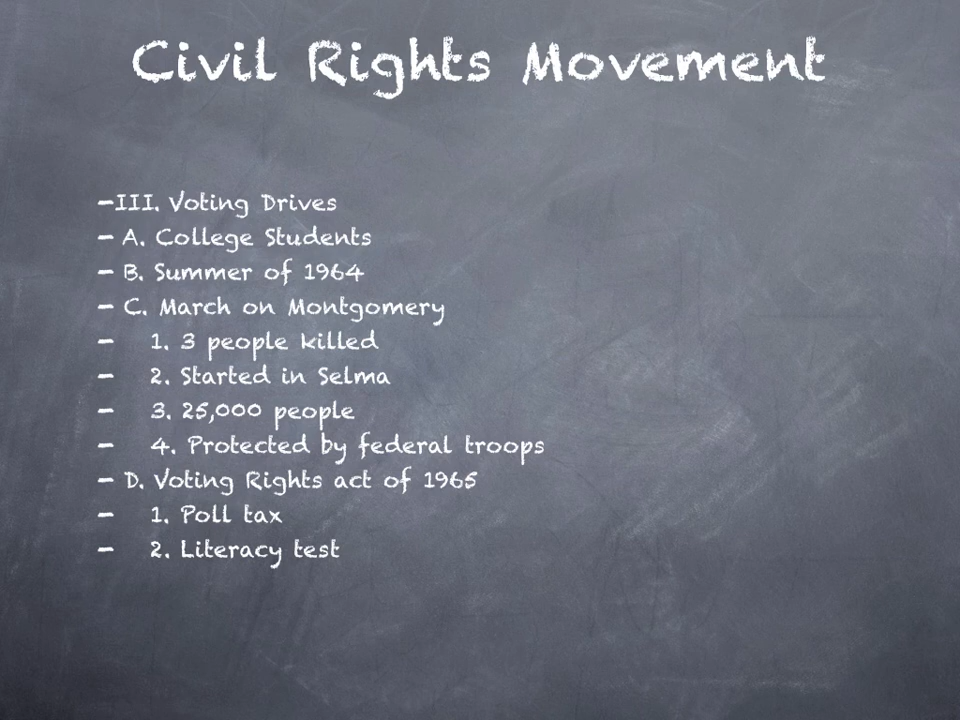 Civil Rights Movement
-III. Voting Drives
- A. College Students
- B. Summer of 1964
- C. March on Montgomery
- 1. 3 people killed
- 2. Started in Selma
- 3. 25,000 people
- 4. Protected by federal troops
- D. Voting Rights act of 1965
- 1. Poll tax
- 2. Literacy test